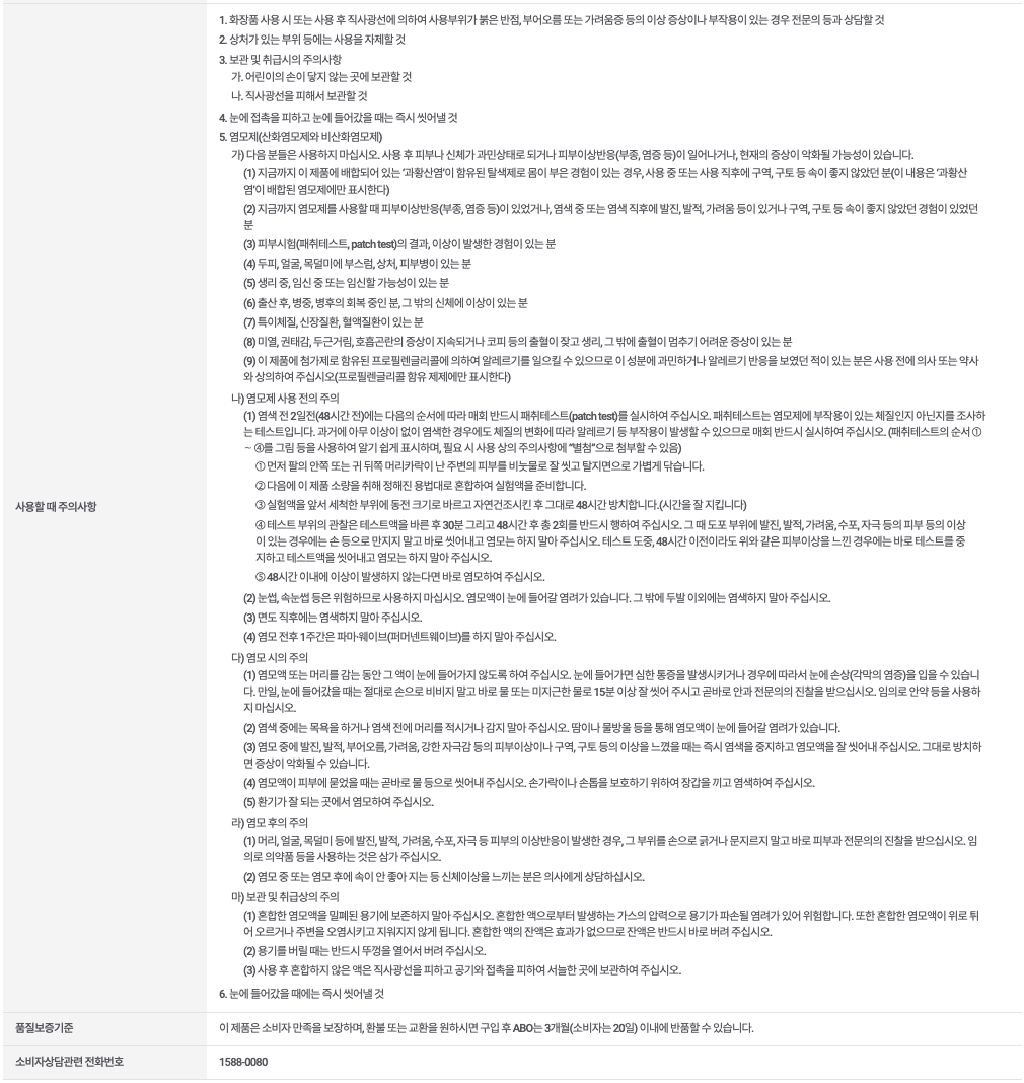 1. 화장품 사용 시 또는 사용 후 직사광선에 의하여 사용부위가 붉은 반점, 부어오름 또는 가려움증 등의 이상 증상이나 부작용이 있는 경우 전문의 등과 상담할 것
2. 상처가 있는 부위 등에는 사용을 자제할 것
3. 보관 및 취급시의 주의사항
가. 어린이의 손이 닿지 않는 곳에 보관할 것
나. 직사광선을 피해서 보관할 것
4. 눈에 접촉을 피하고 눈에 들어갔을 때는 즉시 씻어낼 것
5. 염모제(산화염모제와 비산화염모제)
가) 다음 분들은 사용하지 마십시오. 사용 후 피부나 신체가 과민상태로 되거나 피부이상반응(부종, 염증 등)이 일어나거나, 현재의 증상이 악화될 가능성이 있습니다.
(1) 지금까지 이 제품에 배합되어 있는 '과황산염'이 함유된 탈색제로 몸이 부은 경험이 있는 경우, 사용 중 또는 사용 직후에 구역, 구토 등 속이 좋지 않았던 분(이 내용은 '과황산
염'이 배합된 염모제에만 표시한다)
(2) 지금까지 염모제를 사용할 때 피부이상반응(부종, 염증 등)이 있었거나, 염색 중 또는 염색 직후에 발진, 발적, 가려움 등이 있거나 구역, 구토 등 속이 좋지 않았던 경험이 있었던
분
(3) 피부시험(패취테스트, patch test)의 결과, 이상이 발생한 경험이 있는 분
(4) 두피, 얼굴, 목덜미에 부스럼, 상처, 피부병이 있는 분
(5) 생리 중, 임신 중 또는 임신할 가능성이 있는 분
(6) 출산 후, 병중, 병후의 회복 중인 분, 그 밖의 신체에 이상이 있는 분
(7) 특이체질, 신장질환, 혈액질환이 있는 분
(8) 미열, 권태감, 두근거림, 호흡곤란의 증상이 지속되거나 코피 등의 출혈이 잦고 생리, 그 밖에 출혈이 멈추기 어려운 증상이 있는 분
(9) 이 제품에 첨가제로 함유된 프로필렌글리콜에 의하여 알레르기를 일으킬 수 있으므로 이 성분에 과민하거나 알레르기 반응을 보였던 적이 있는 분은 사용 전에 의사 또는 약사
와 상의하여 주십시오(프로필렌글리콜 함유 제제에만 표시한다)
나) 염모제 사용 전의 주의
(1) 염색 전 2일전(48시간 전)에는 다음의 순서에 따라 매회 반드시 패취테스트(patch test)를 실시하여 주십시오. 패취테스트는 염모제에 부작용이 있는 체질인지 아닌지를 조사하
는 테스트입니다. 과거에 아무 이상이 없이 염색한 경우에도 체질의 변화에 따라 알레르기 등 부작용이 발생할 수 있으므로 매회 반드시 실시하여 주십시오. (패취테스트의 순서 ①
~ ④를 그림 등을 사용하여 알기 쉽게 표시하며, 필요 시 사용 상의 주의사항에 "별첨"으로 첨부할 수 있음)
① 먼저 팔의 안쪽 또는 귀 뒤쪽 머리카락이 난 주변의 피부를 비눗물로 잘 씻고 탈지면으로 가볍게 닦습니다.
② 다음에 이 제품 소량을 취해 정해진 용법대로 혼합하여 실험액을 준비합니다.
③ 실험액을 앞서 세척한 부위에 동전 크기로 바르고 자연건조시킨 후 그대로 48시간 방치합니다.(시간을 잘 지킵니다)
④ 테스트 부위의 관찰은 테스트액을 바른 후 30분 그리고 48시간 후 총 2회를 반드시 행하여 주십시오. 그 때 도포 부위에 발진, 발적, 가려움, 수포, 자극 등의 피부 등의 이상
이 있는 경우에는 손 등으로 만지지 말고 바로 씻어내고 염모는 하지 말아 주십시오. 테스트 도중, 48시간 이전이라도 위와 같은 피부이상을 느낀 경우에는 바로 테스트를 중
지하고 테스트액을 씻어내고 염모는 하지 말아 주십시오.
⑤ 48시간 이내에 이상이 발생하지 않는다면 바로 염모하여 주십시오.
(2) 눈썹, 속눈썹 등은 위험하므로 사용하지 마십시오. 염모액이 눈에 들어갈 염려가 있습니다. 그 밖에 두발 이외에는 염색하지 말아 주십시오.
(3) 면도 직후에는 염색하지 말아 주십시오.
(4) 염모 전후 1주간은 파마·웨이브(퍼머넨트웨이브)를 하지 말아 주십시오.
다) 염모 시의 주의
(1) 염모액 또는 머리를 감는 동안 그 액이 눈에 들어가지 않도록 하여 주십시오. 눈에 들어가면 심한 통증을 발생시키거나 경우에 따라서 눈에 손상(각막의 염증)을 입을 수 있습니
다. 만일, 눈에 들어갔을 때는 절대로 손으로 비비지 말고 바로 물 또는 미지근한 물로 15분 이상 잘 씻어 주시고 곧바로 안과 전문의의 진찰을 받으십시오. 임의로 안약 등을 사용하
지 마십시오.
(2) 염색 중에는 목욕을 하거나 염색 전에 머리를 적시거나 감지 말아 주십시오. 땀이나 물방울 등을 통해 염모액이 눈에 들어갈 염려가 있습니다.
(3) 염모 중에 발진, 발적, 부어오름, 가려움, 강한 자극감 등의 피부이상이나 구역, 구토 등의 이상을 느꼈을 때는 즉시 염색을 중지하고 염모액을 잘 씻어내 주십시오. 그대로 방치하
면 증상이 악화될 수 있습니다.
(4) 염모액이 피부에 묻었을 때는 곧바로 물 등으로 씻어내 주십시오. 손가락이나 손톱을 보호하기 위하여 장갑을 끼고 염색하여 주십시오.
(5) 환기가 잘 되는 곳에서 염모하여 주십시오.
라) 염모 후의 주의
(1) 머리, 얼굴, 목덜미 등에 발진, 발적, 가려움, 수포, 자극 등 피부의 이상반응이 발생한 경우, 그 부위를 손으로 긁거나 문지르지 말고 바로 피부과 전문의의 진찰을 받으십시오. 임
의로 의약품 등을 사용하는 것은 삼가 주십시오.
(2) 염모 중 또는 염모 후에 속이 안 좋아 지는 등 신체이상을 느끼는 분은 의사에게 상담하십시오.
마) 보관 및 취급상의 주의
(1) 혼합한 염모액을 밀폐된 용기에 보존하지 말아 주십시오. 혼합한 액으로부터 발생하는 가스의 압력으로 용기가 파손될 염려가 있어 위험합니다. 또한 혼합한 염모액이 위로 튀
어 오르거나 주변을 오염시키고 지워지지 않게 됩니다. 혼합한 액의 잔액은 효과가 없으므로 잔액은 반드시 바로 버려 주십시오.
(2) 용기를 버릴 때는 반드시 뚜껑을 열어서 버려 주십시오.
(3) 사용 후 혼합하지 않은 액은 직사광선을 피하고 공기와 접촉을 피하여 서늘한 곳에 보관하여 주십시오.
6. 눈에 들어갔을 때에는 즉시 씻어낼 것
사용할 때 주의사항
품질보증기준
이 제품은 소비자 만족을 보장하며, 환불 또는 교환을 원하시면 구입 후 ABO는 3개월(소비자는 20일) 이내에 반품할 수 있습니다.
소비자상담관련 전화번호
1588-0080